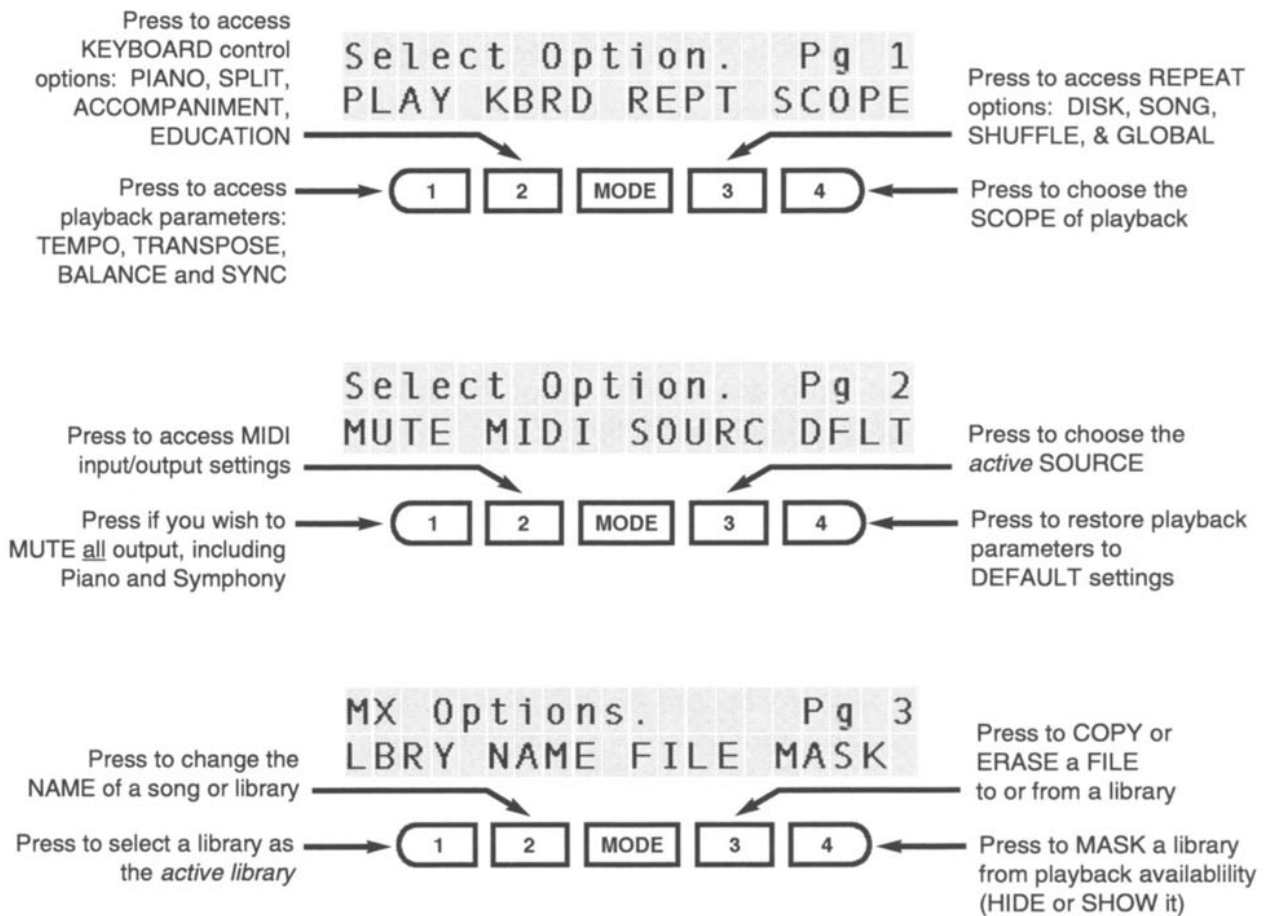 Press to access
KEYBOARD control
options: PIANO, SPLIT,
ACCOMPANIMENT,
EDUCATION
Press to access
playback parameters:
TEMPO, TRANSPOSE,
BALANCE and SYNC
Select Option. Pg 1
PLAY KBRD REPT SCOPE
1 2 MODE 3 4
Press to access REPEAT
options: DISK, SONG,
SHUFFLE, & GLOBAL
Press to choose the
SCOPE of playback
Select Option. Pg 2
MUTE MIDI SOURC DFLT
Press to access MIDI
input/output settings
Press if you wish to
MUTE all output, including
Piano and Symphony
1 2 MODE 3 4
Press to choose the
active SOURCE
Press to restore playback
parameters to
DEFAULT settings
MX Options. Pg 3
LBRY NAME FILE MASK
Press to change the
NAME of a song or library
Press to select a library as
the active library
1 2 MODE 3 4
Press to COPY or
ERASE a FILE
to or from a library
Press to MASK a library
from playback availablility
(HIDE or SHOW it)